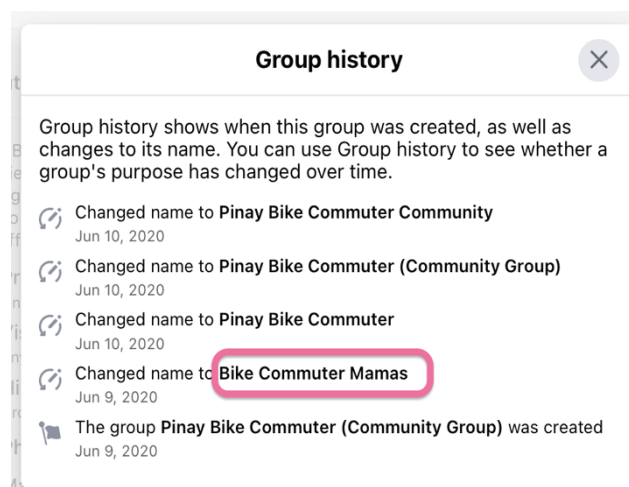 Group history
Group history shows when this group was created, as well as
changes to its name. You can use Group history to see whether a
group's purpose has changed over time.
Changed name to Pinay Bike Commuter Community
Jun 10, 2020
Changed name to Pinay Bike Commuter (Community Group)
Jun 10, 2020
Changed name to Pinay Bike Commuter
Jun 10, 2020
Changed name to Bike Commuter Mamas
Jun 9, 2020
The group Pinay Bike Commuter (Community Group) was created
Jun 9, 2020